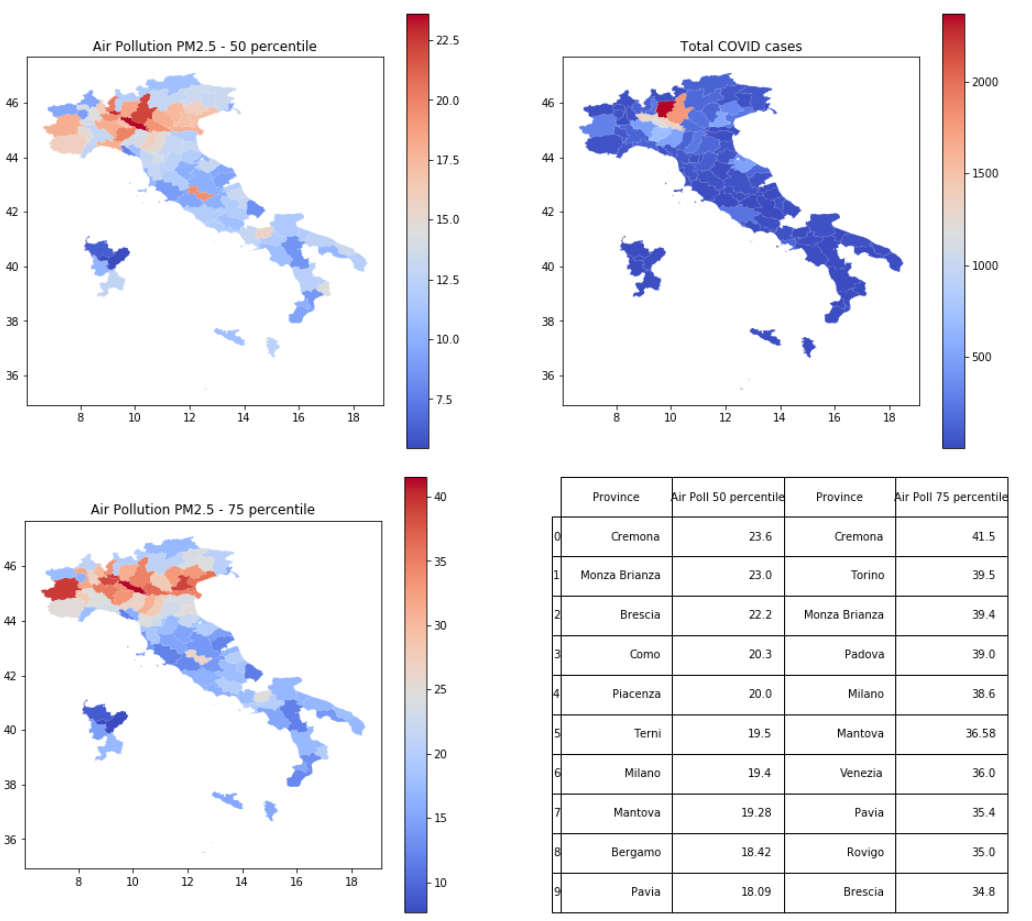 Air Pollution PM2.5 - 50 percentile
46
44
42
40
38
36
8 10 12 14 16 18
22.5
20.0
17.5
15.0
12.5
10.0
7.5
Total COVID cases
46
44
42
40
38
36
8 10 12 14 16 18
2000
1500
1000
500
Air Pollution PM2.5 - 75 percentile
46
44
42
40
38
36
8 10 12 14 16 18
40
35
30
25
20
15
10
Province Air Poll 50 percentile Province Air Poll 75 percentile
0 Cremona 23.6 Cremona 41.5
1 Monza Brianza 23.0 Torino 39.5
2 Brescia 22.2 Monza Brianza 39.4
3 Como 20.3 Padova 39.0
4 Piacenza 20.0 Milano 38.6
5 Terni 19.5 Mantova 36.58
6 Milano 19.4 Venezia 36.0
7 Mantova 19.28 Pavia 35.4
8 Bergamo 18.42 Rovigo 35.0
9 Pavia 18.09 Brescia 34.8